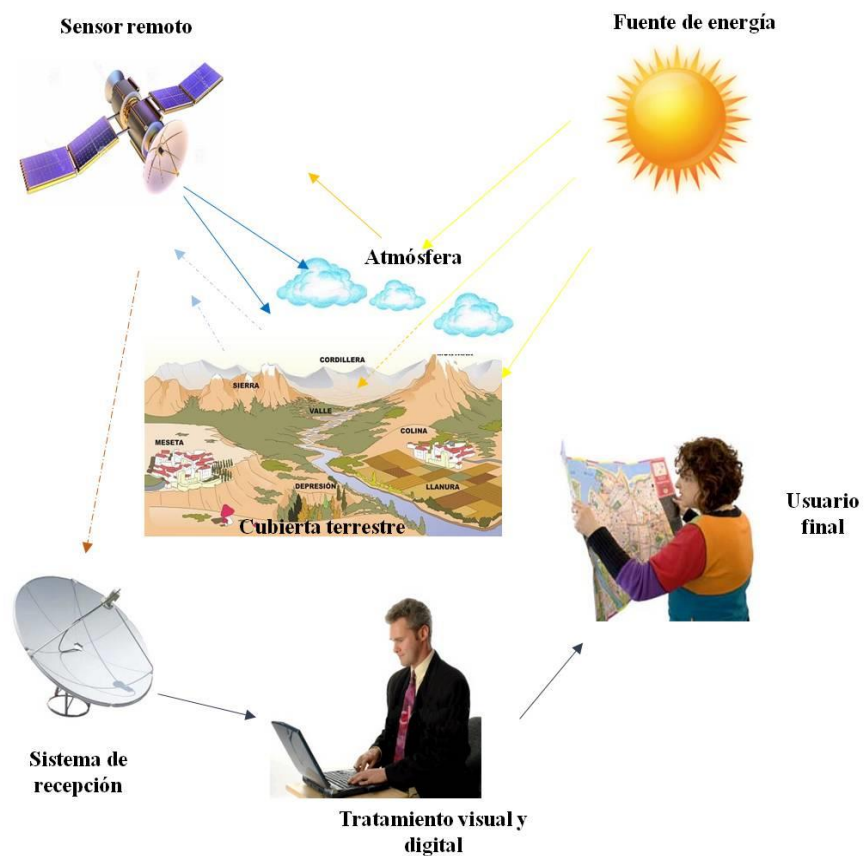 Sensor remoto
Fuente de energía
Atmósfera
CORDILLERA
SIERRA
VALLE
MESETA
COLINA
DEPRESIÓN
LLANURA
Cubierta terrestre
Usuario
final
Sistema de
recepción
Tratamiento visual y
digital